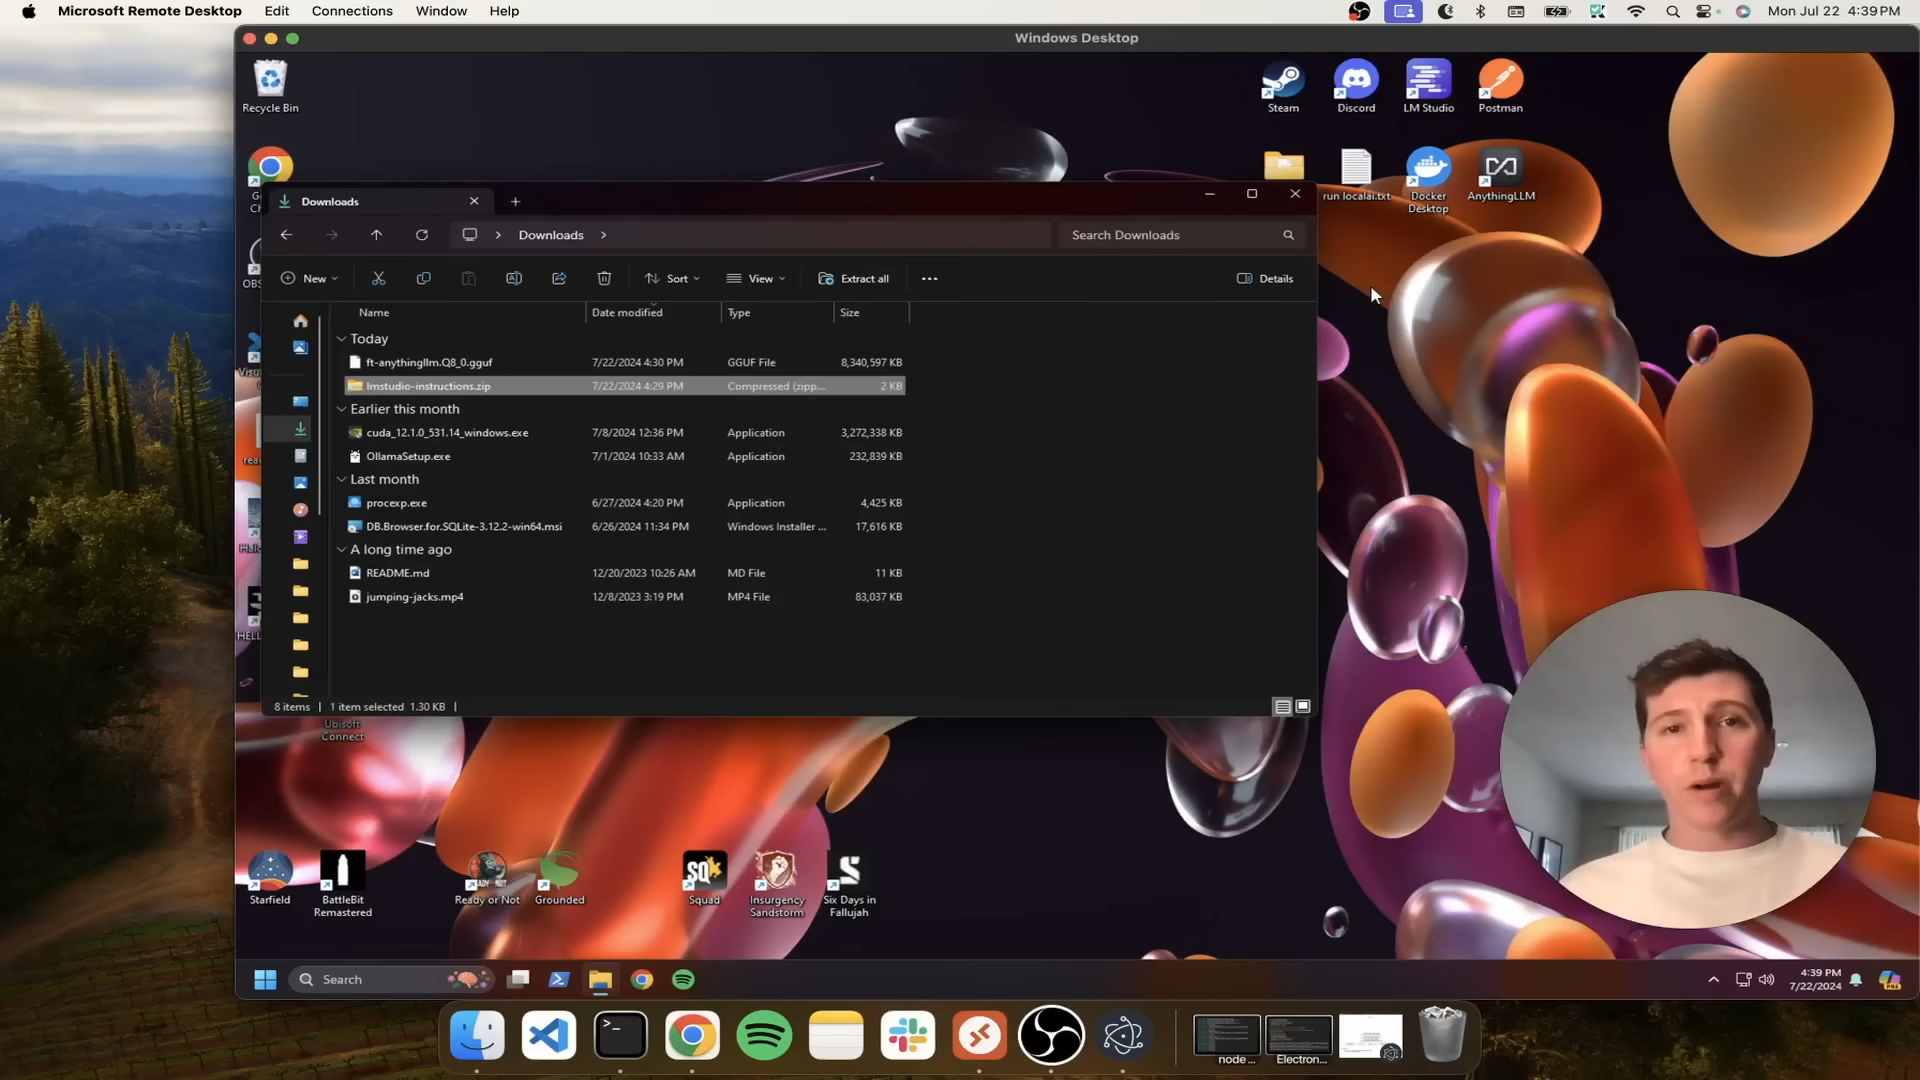 Microsoft Remote Desktop Edit Connections Window Help Mon Jul 22 4:39 PM
Windows Desktop
Recycle Bin
Steam
Discord
LM Studio
Postman
run localai.txt
Docker
Desktop
AnythingLLM
Downloads
Downloads
Search Downloads
New
Sort
View
Extract all
Details
Name Date modified Type Size
Today
ft-anythingllm.Q8_0.gguf 7/22/2024 4:30 PM GGUF File 8,340,597 KB
lmstudio-instructions.zip 7/22/2024 4:29 PM Compressed (zipp... 2 KB
Earlier this month
cuda_12.1.0_531.14_windows.exe 7/8/2024 12:36 PM Application 3,272,338 KB
OllamaSetup.exe 7/1/2024 10:33 AM Application 232,839 KB
Last month
procexp.exe 6/27/2024 4:20 PM Application 4,425 KB
DB.Browser.for.SQLite-3.12.2-win64.msi 6/26/2024 11:34 PM Windows Installer ... 17,616 KB
A long time ago
README.md 12/20/2023 10:26 AM MD File 11 KB
jumping-jacks.mp4 12/8/2023 3:19 PM MP4 File 83,037 KB
8 items 1 item selected 1.30 KB
Ubisoft
Connect
Starfield
BattleBit
Remastered
Ready or Not
Grounded
SQ
Squad
Insurgency
Sandstorm
Six Days in
Fallujah
Search
4:39 PM
7/22/2024
node ...
Electron...